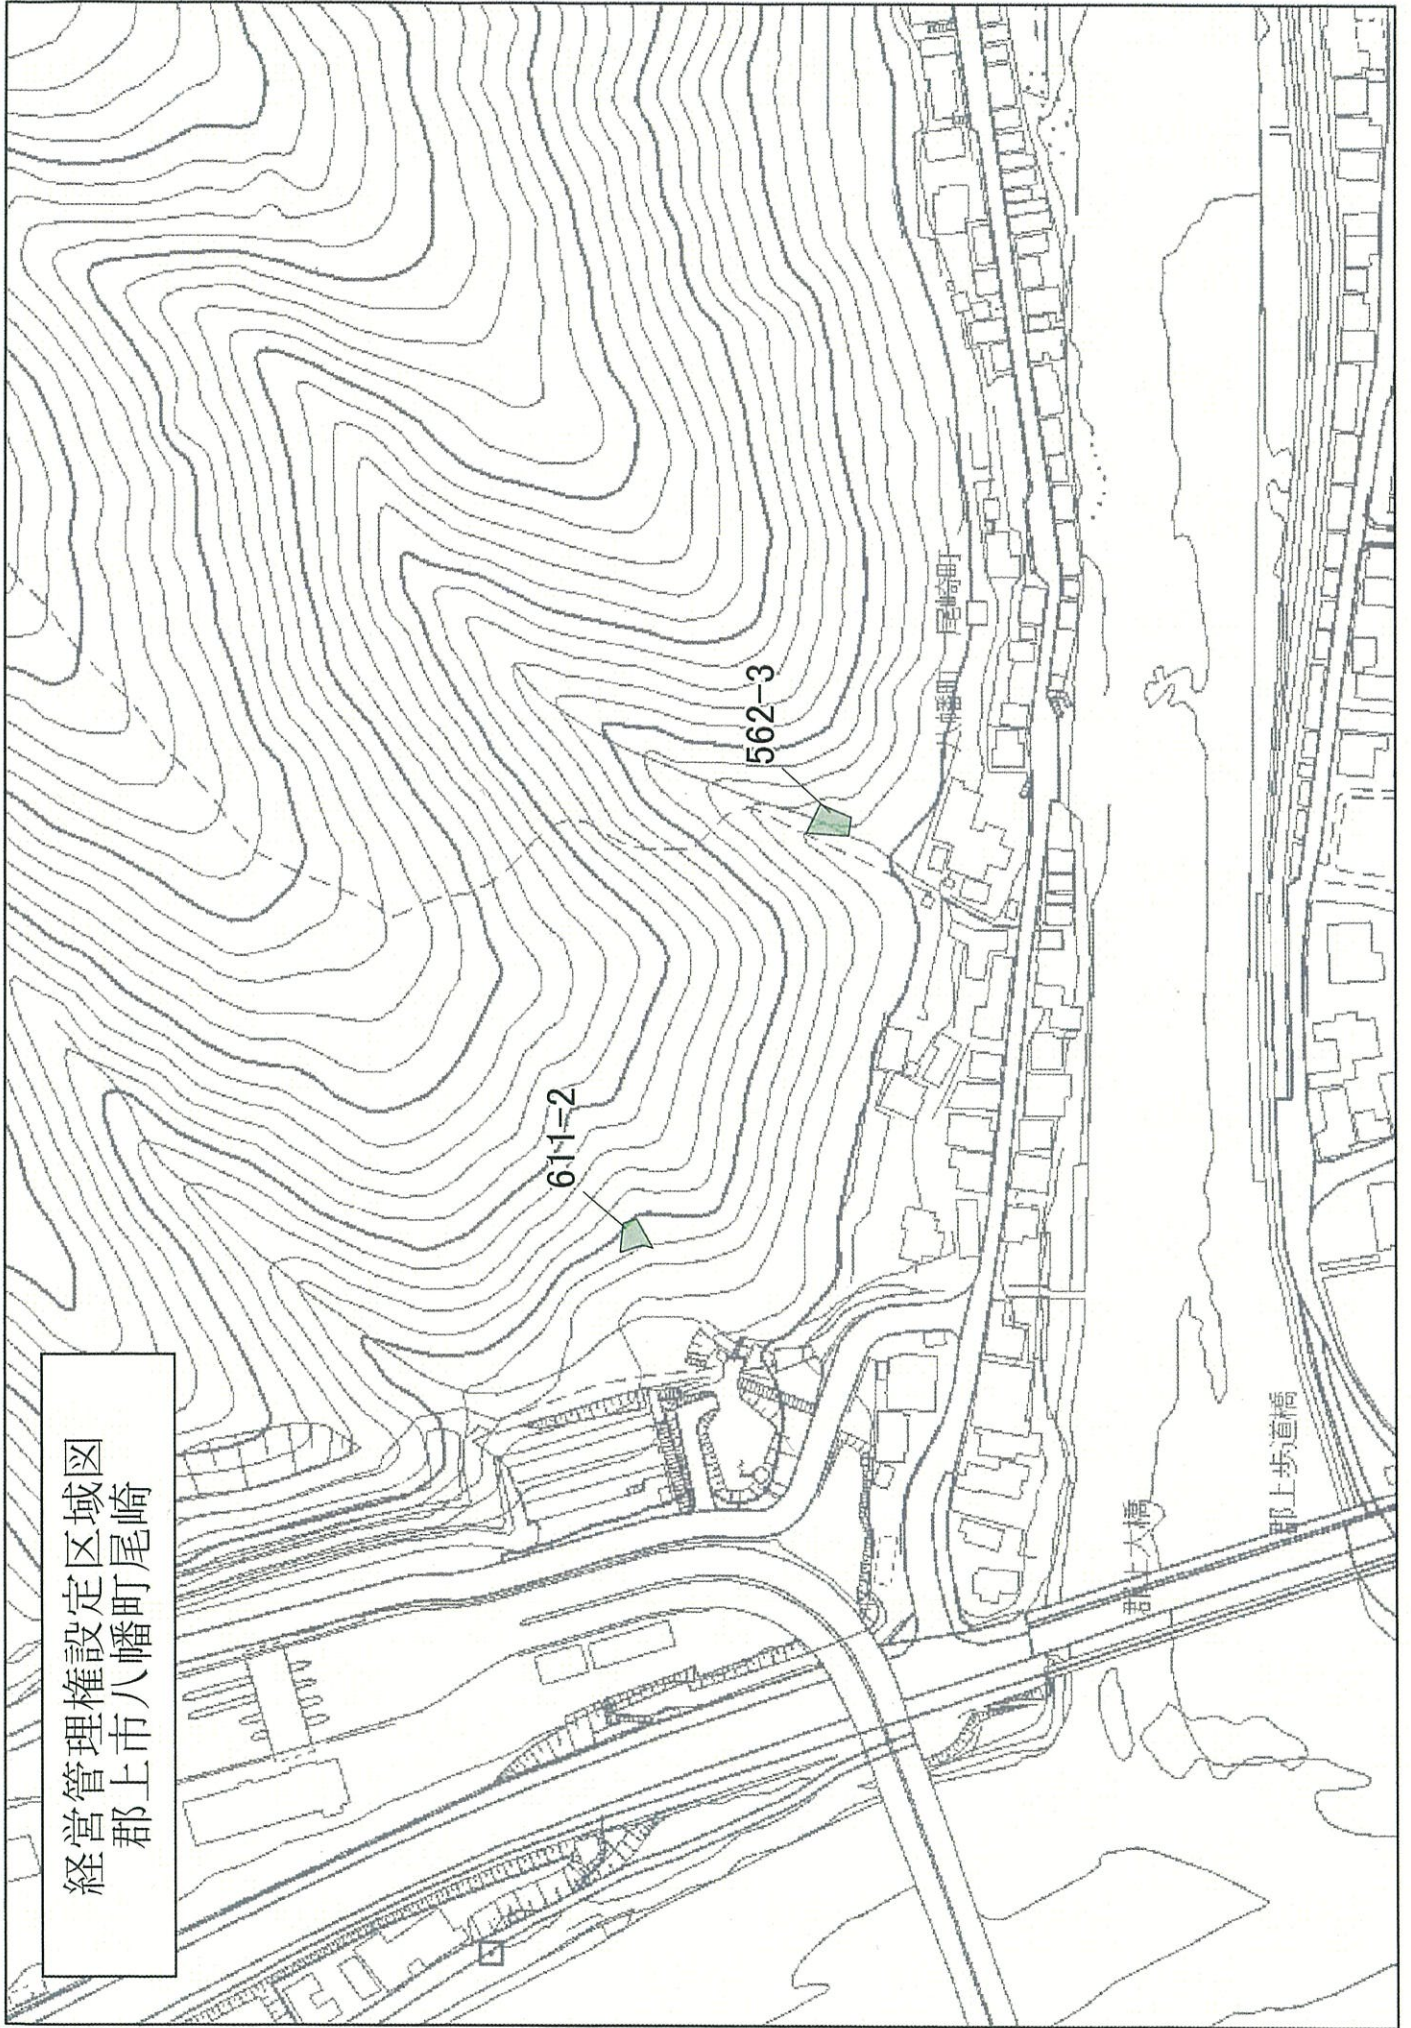 経営管理権設定区域図
郡上市八幡町尾崎
611-2
562-3
八幡町
尾崎町
郡上大橋
郡上歩道橋